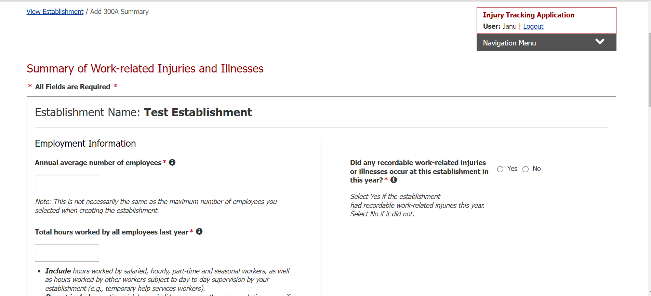 View Establishment / Add 300A Summary
Injury Tracking Application
User: Janu | Logout
Navigation Menu
Summary of Work-related Injuries and Illnesses
* All Fields are Required *
Establishment Name: Test Establishment
Employment Information
Annual average number of employees *
Note: This is not necessarily the same as the maximum number of employees you
selected when creating the establishment.
Total hours worked by all employees last year *
• Include hours worked by salaried, hourly, part-time and seasonal workers, as well
as hours worked by other workers subject to day to day supervision by your
establishment (e.g., temporary help services workers).
Did any recordable work-related injuries
or illnesses occur at this establishment in
this year? *
Yes No
Select Yes if the establishment
had recordable work-related injuries this year.
Select No if it did not.